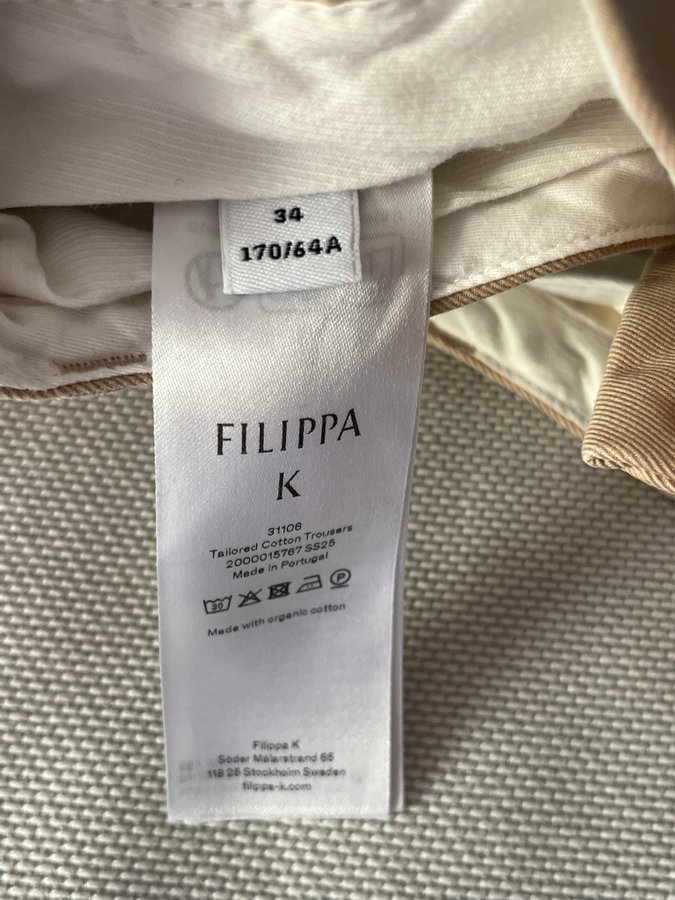 34
170/64A
FILIPPA
K
31106
Tailored Cotton Trousers
2000015767 SS25
Made in Portugal
30
P
Made with organic cotton
Filippa K
Söder Mälarstrand 65
118 25 Stockholm Sweden
filippa-k.com